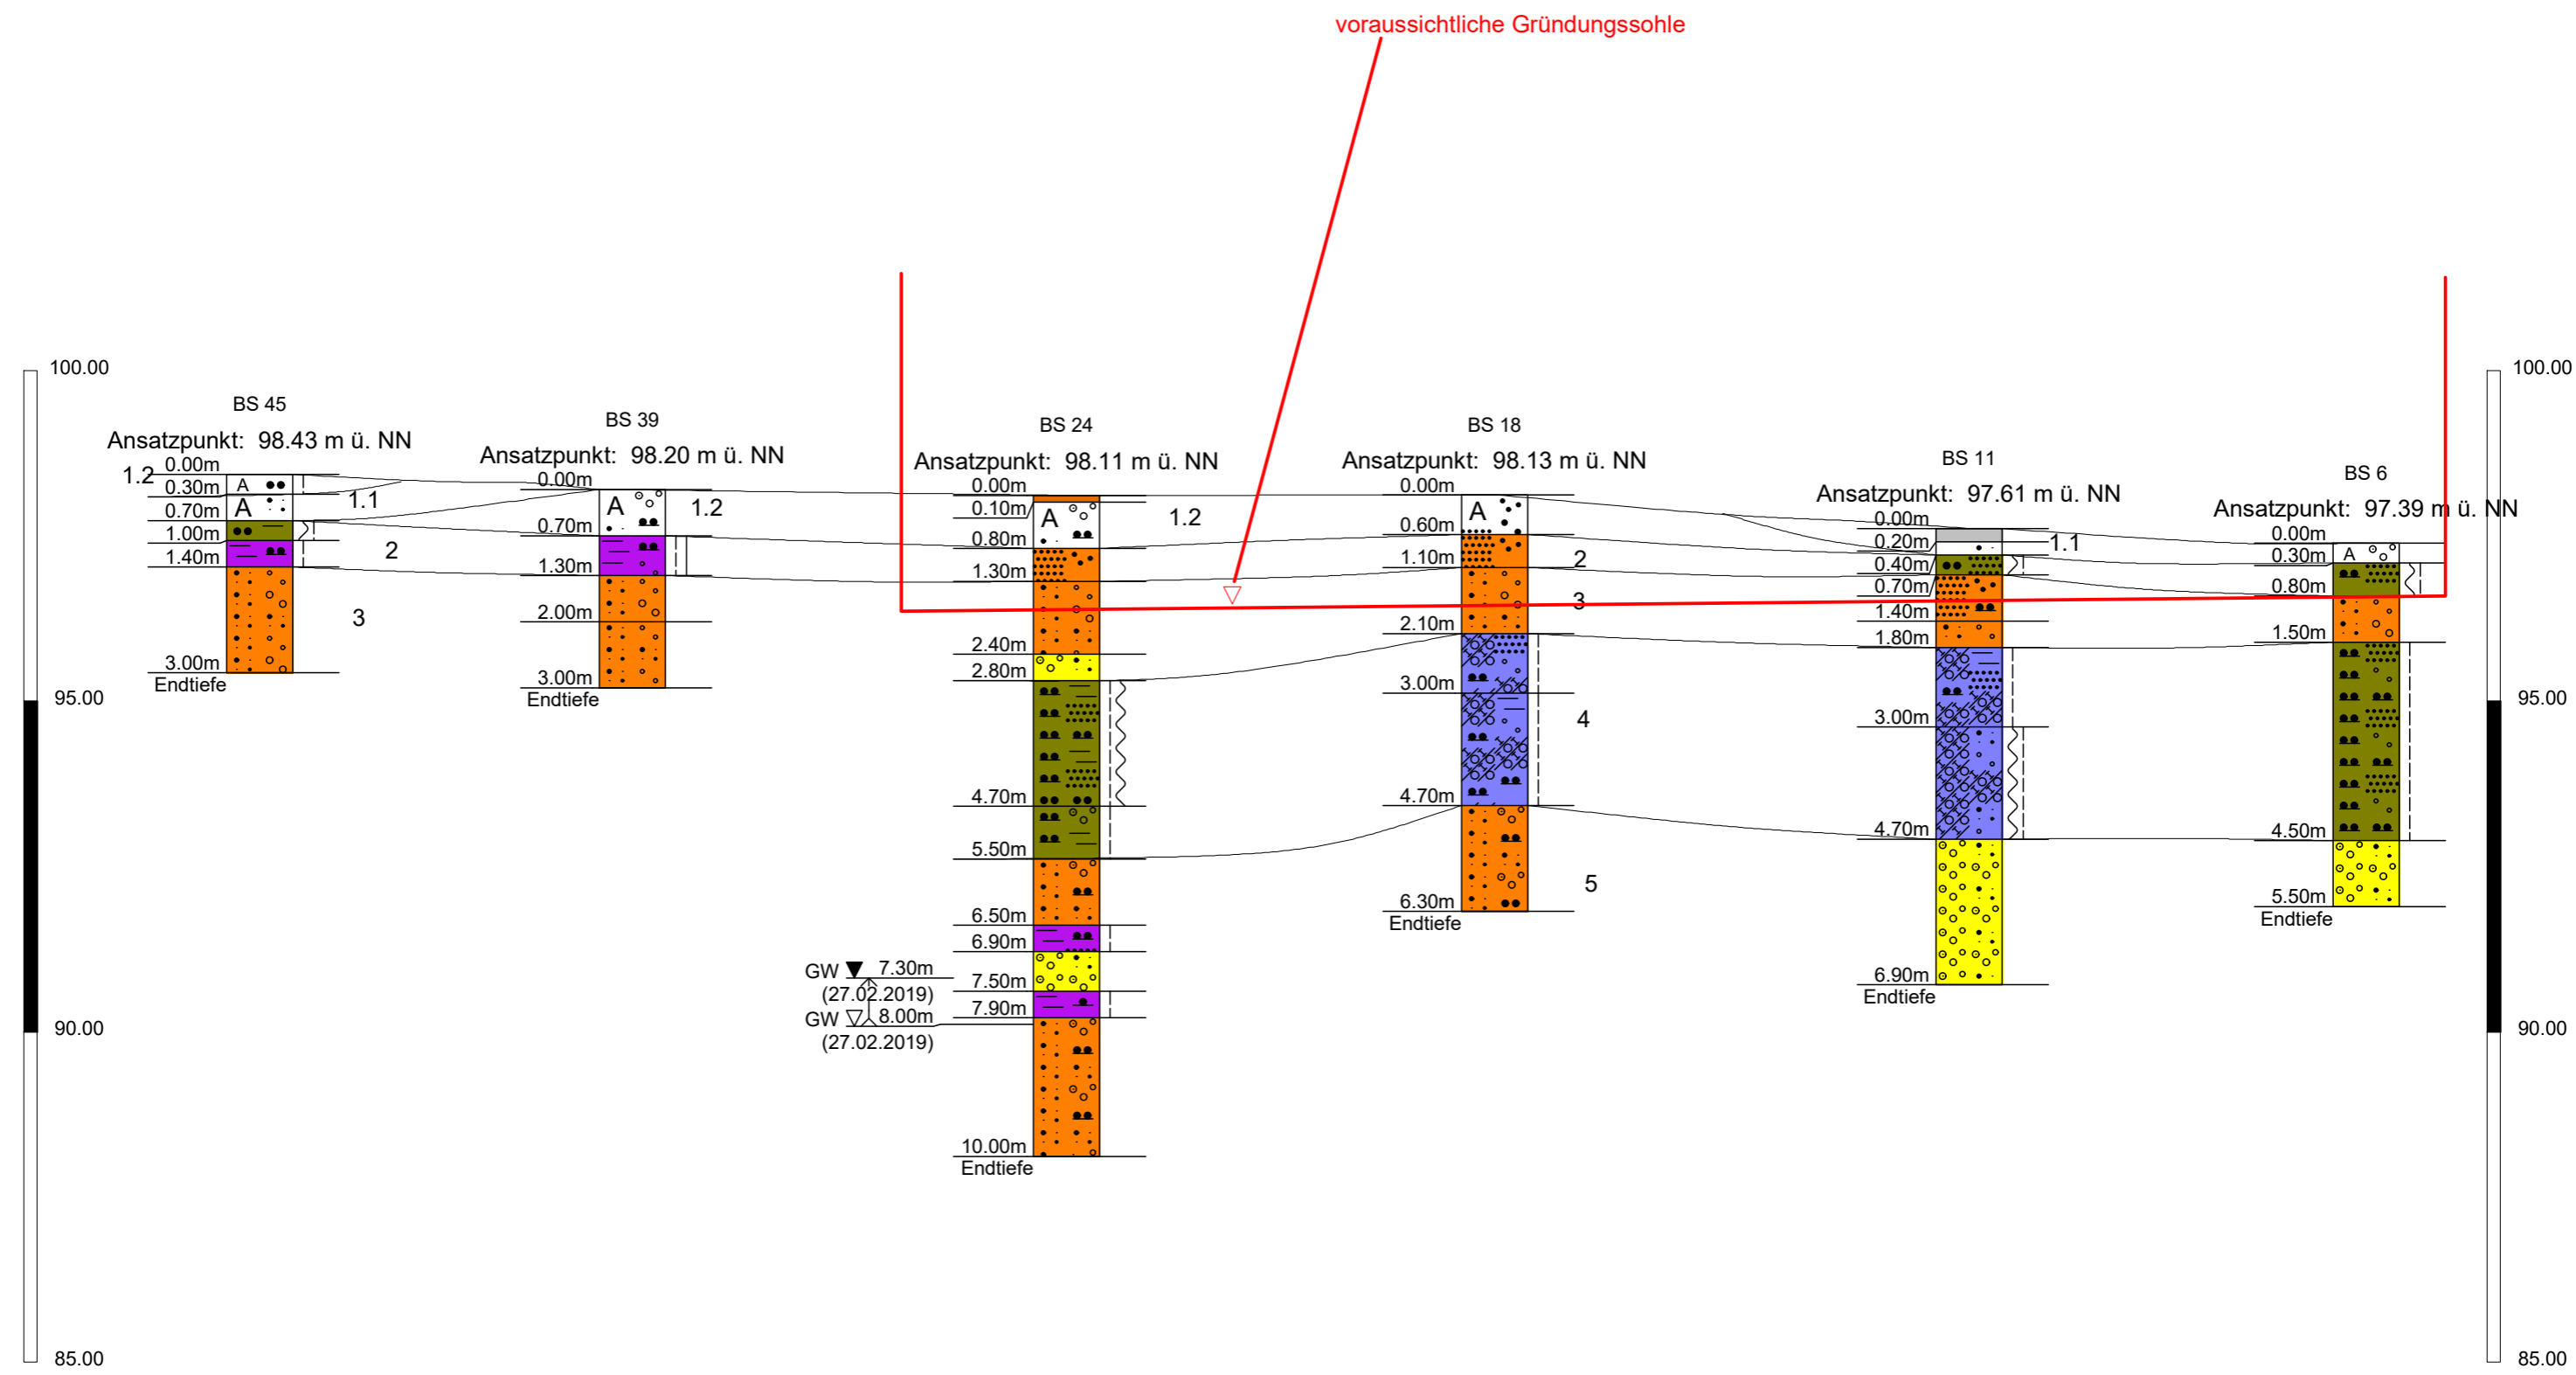 voraussichtliche Gründungssohle
100.00
95.00
90.00
85.00
BS 45
Ansatzpunkt: 98.43 m ü. NN
1.2
0.00m
0.30m
0.70m
1.00m
1.40m
3.00m
Endtiefe
A
A
1.1
2
3
BS 39
Ansatzpunkt: 98.20 m ü. NN
0.00m
0.70m
1.30m
2.00m
3.00m
Endtiefe
A
1.2
BS 24
Ansatzpunkt: 98.11 m ü. NN
0.00m
0.10m
0.80m
1.30m
2.40m
2.80m
4.70m
5.50m
6.50m
6.90m
7.50m
7.90m
10.00m
Endtiefe
A
1.2
GW 7.30m
(27.02.2019)
GW 8.00m
(27.02.2019)
BS 18
Ansatzpunkt: 98.13 m ü. NN
0.00m
0.60m
1.10m
2.10m
3.00m
4.70m
6.30m
Endtiefe
A
2
3
4
5
BS 11
Ansatzpunkt: 97.61 m ü. NN
0.00m
0.20m
0.40m
0.70m
1.40m
1.80m
3.00m
4.70m
6.90m
Endtiefe
1.1
BS 6
Ansatzpunkt: 97.39 m ü. NN
0.00m
0.30m
0.80m
1.50m
4.50m
5.50m
Endtiefe
A
100.00
95.00
90.00
85.00